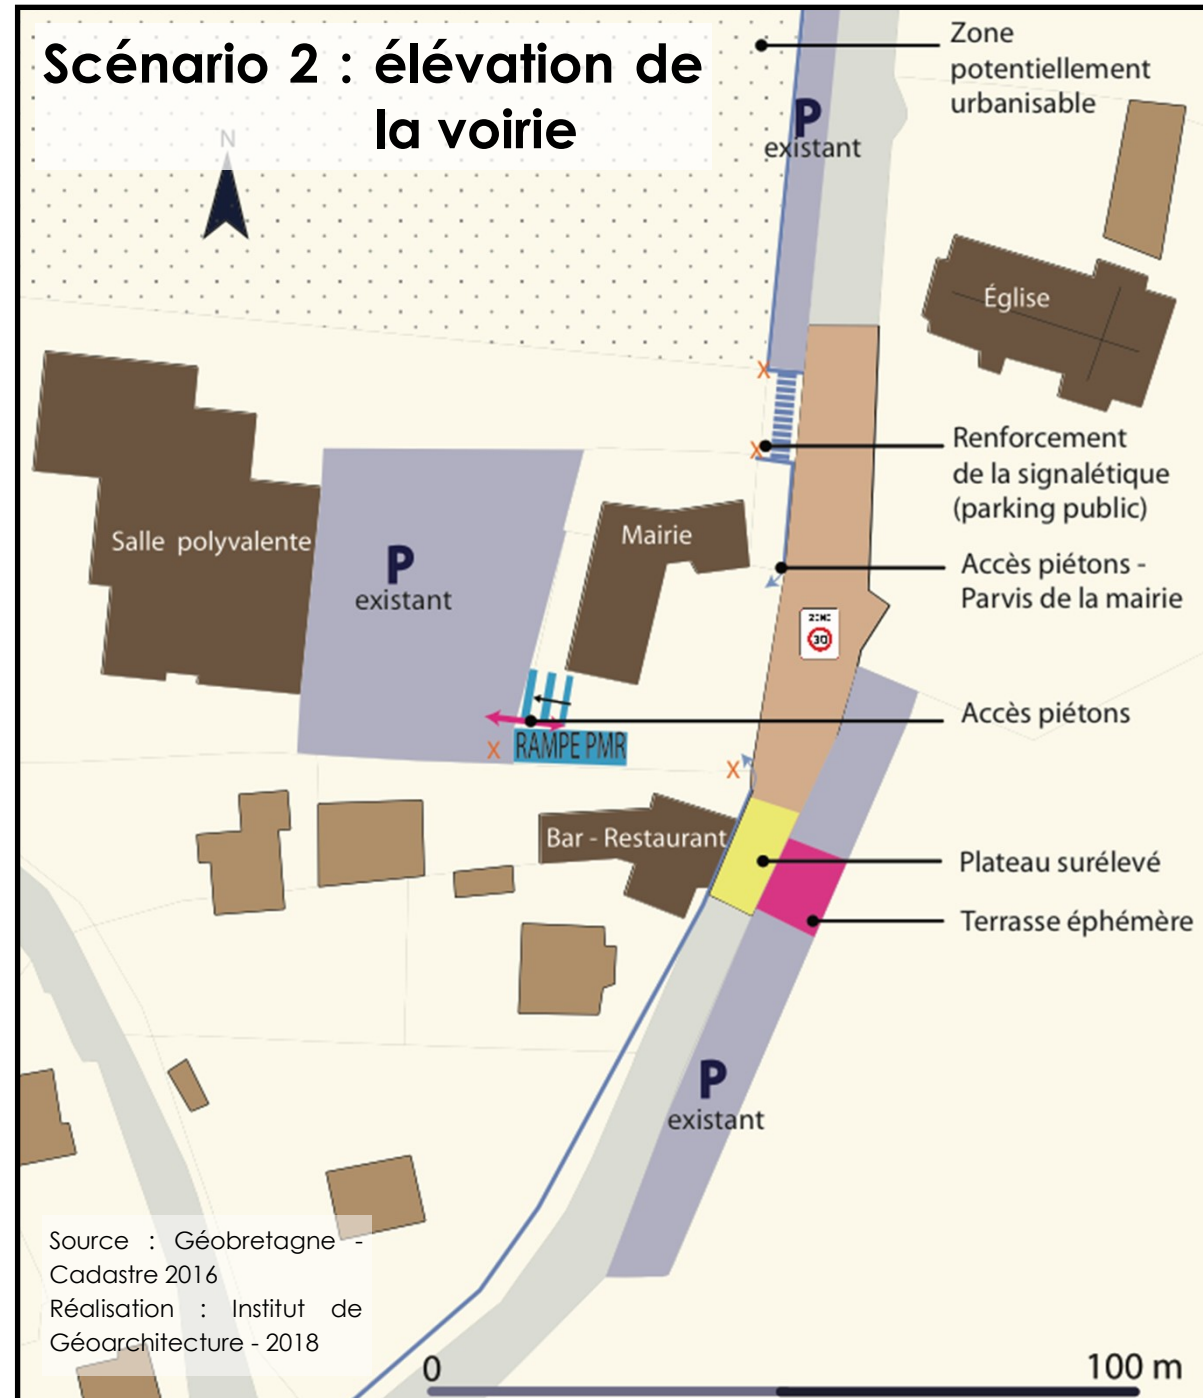 Scénario 2 : élévation de
la voirie
N
Zone
potentiellement
urbanisable
P
existant
Église
Renforcement
de la signalétique
(parking public)
Salle polyvalente
P
existant
Mairie
Accès piétons -
Parvis de la mairie
ZONE
30
Accès piétons
RAMPE PMR
X
X
X
X
Bar - Restaurant
Plateau surélevé
Terrasse éphémère
P
existant
Source : Géobretagne -
Cadastre 2016
Réalisation : Institut de
Géoarchitecture - 2018
0
100 m